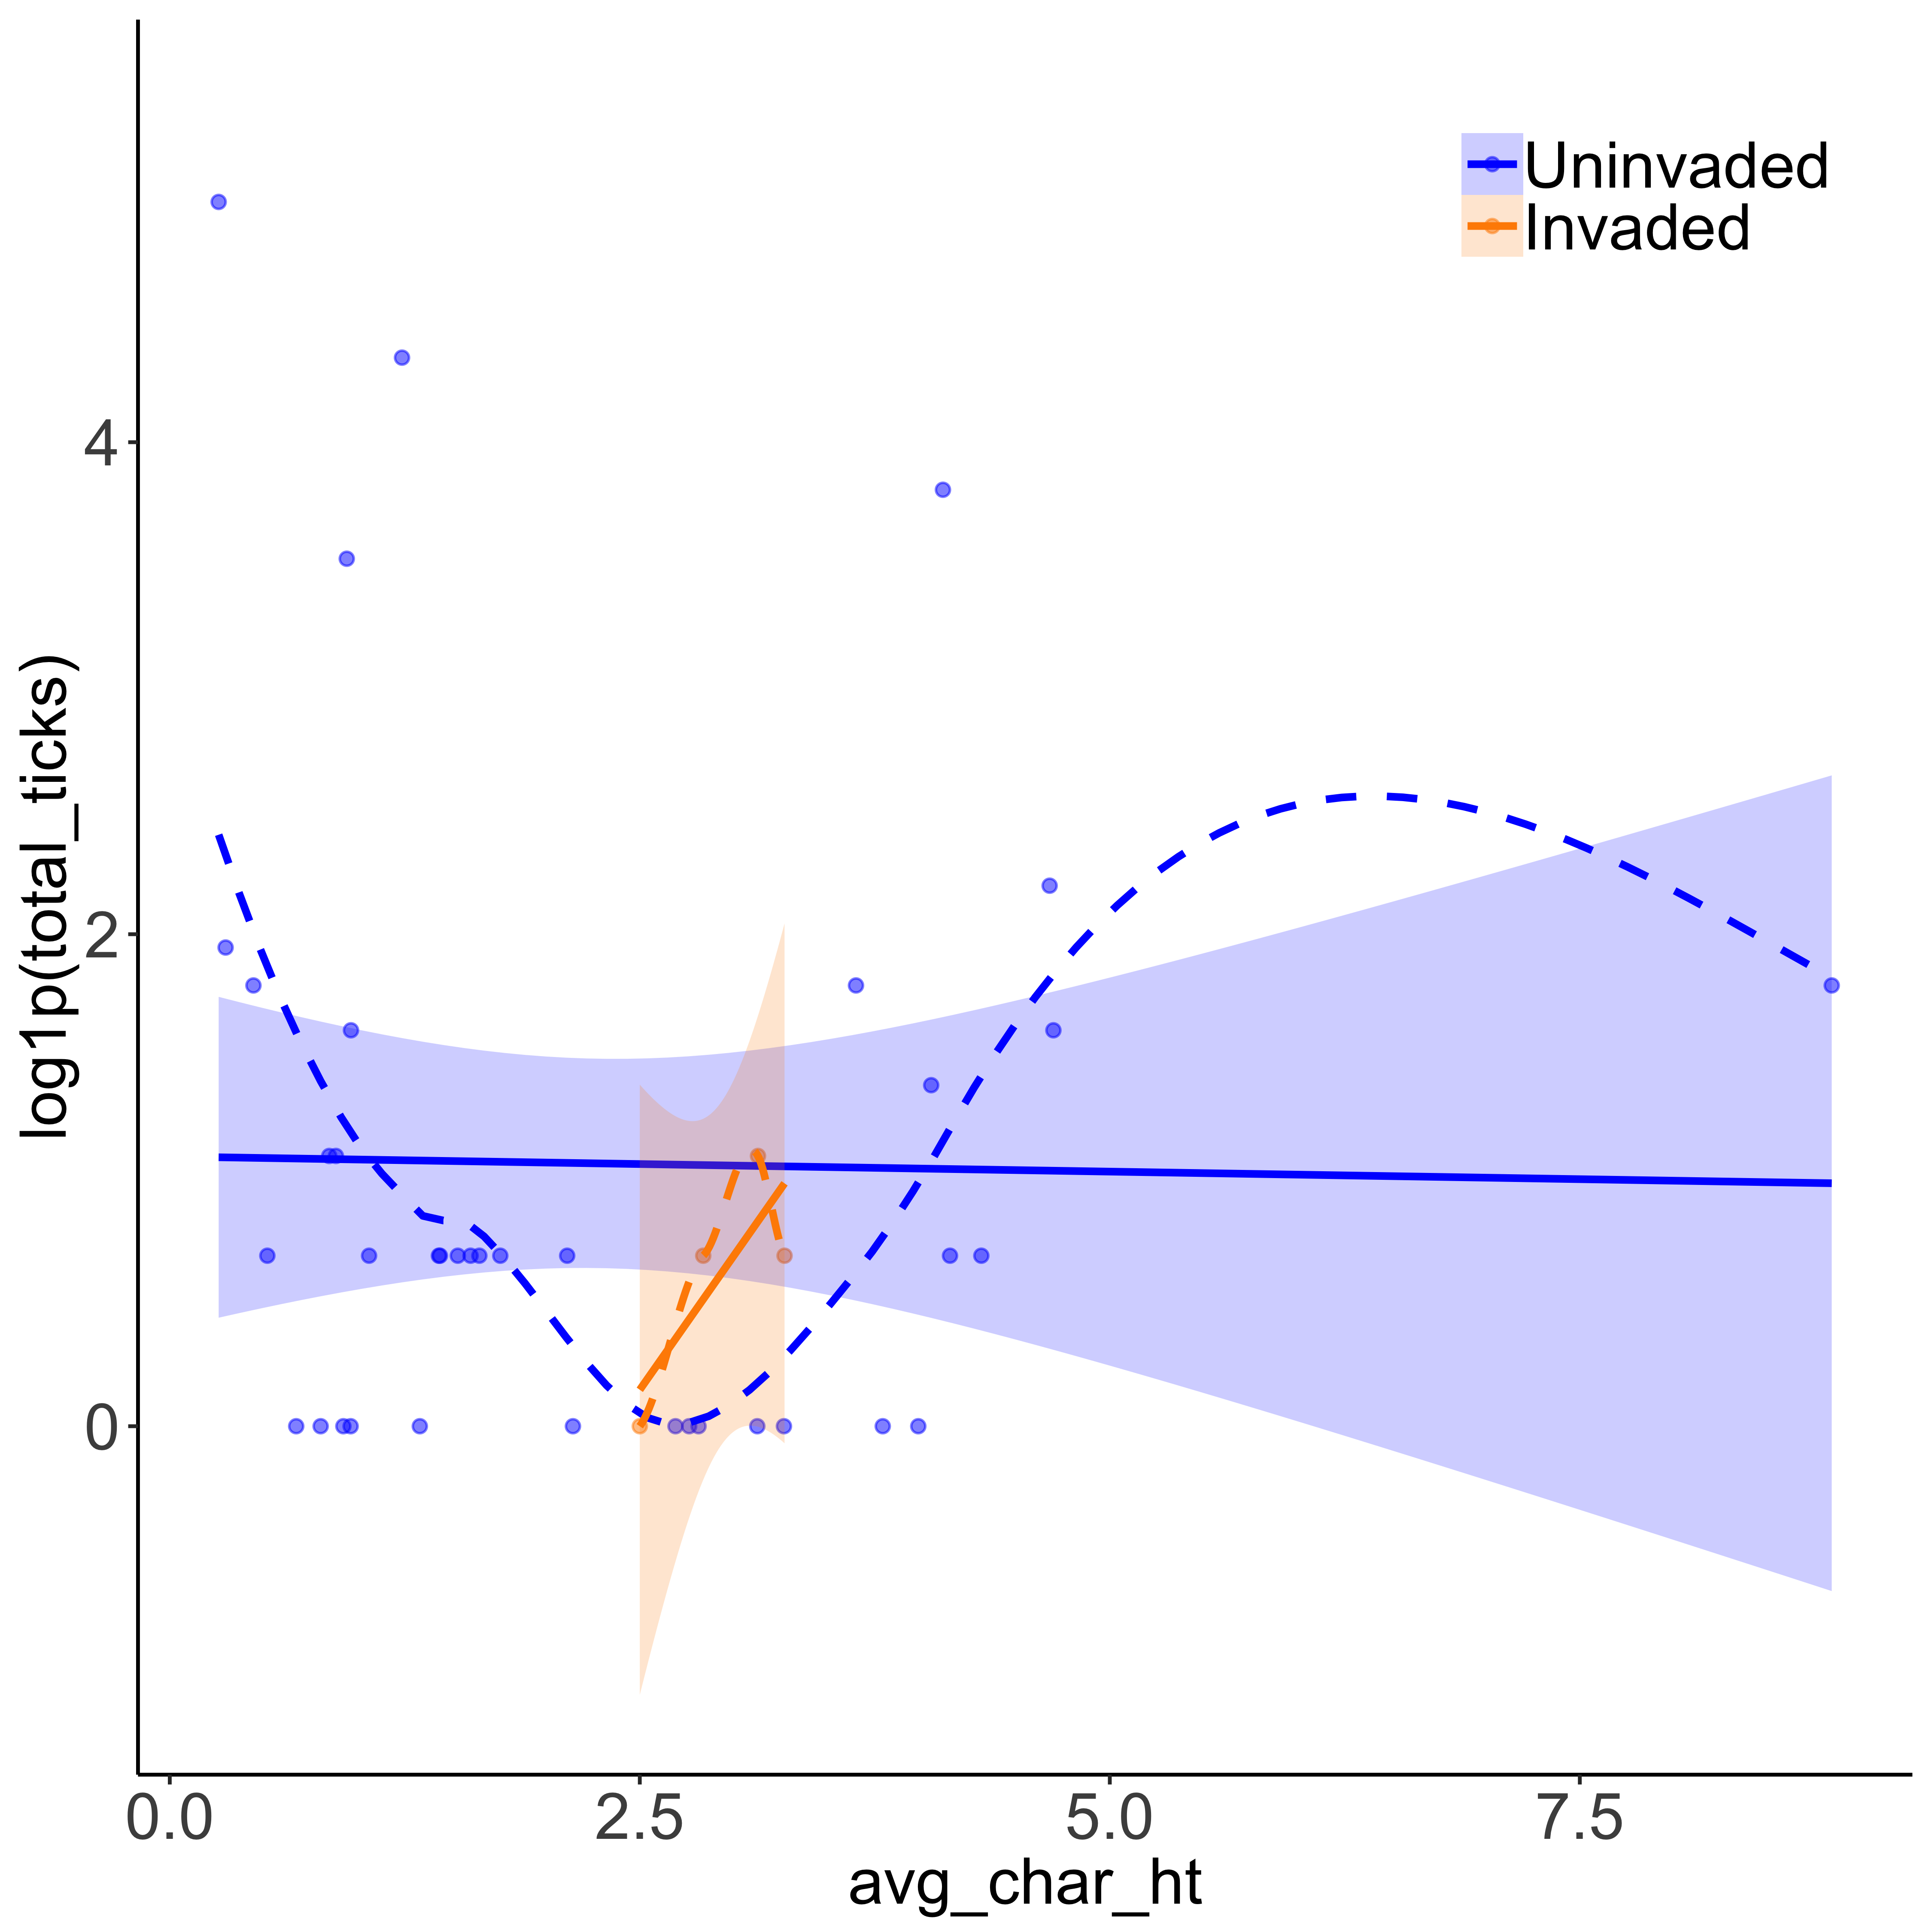 Uninvaded
Invaded
log1p(total_ticks)
4
2
0
0.0 2.5 5.0 7.5
avg_char_ht